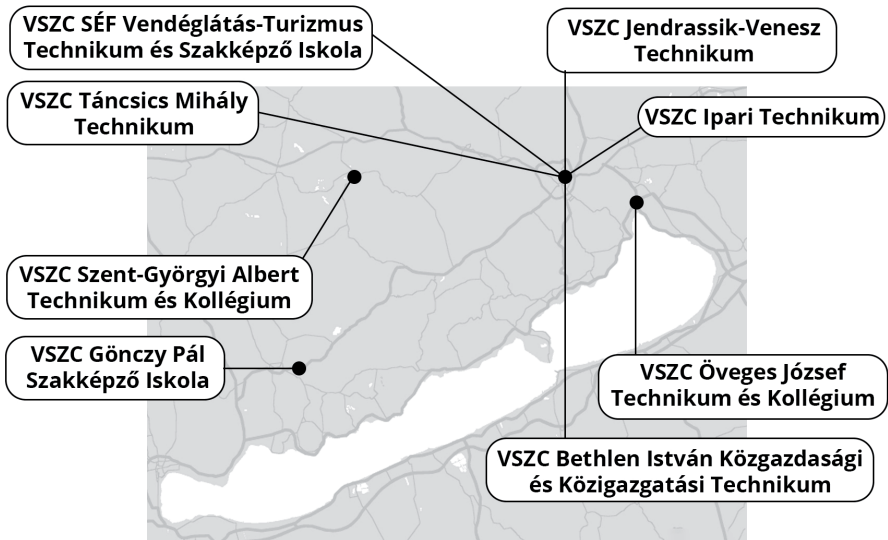 VSZC SÉF Vendéglátás-Turizmus
Technikum és Szakképző Iskola
VSZC Jendrassik-Venesz
Technikum
VSZC Táncsics Mihály
Technikum
VSZC Ipari Technikum
VSZC Szent-Györgyi Albert
Technikum és Kollégium
VSZC Gönczy Pál
Szakképző Iskola
VSZC Öveges József
Technikum és Kollégium
VSZC Bethlen István Közgazdasági
és Közigazgatási Technikum